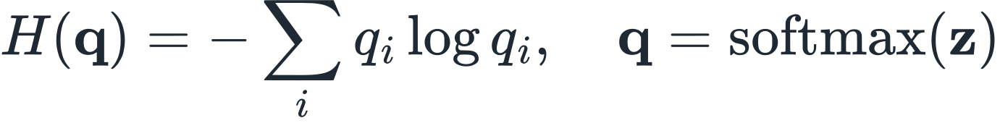 H(𝐪) = − ∑_i q_i log q_i,  𝐪 = softmax(𝐳)